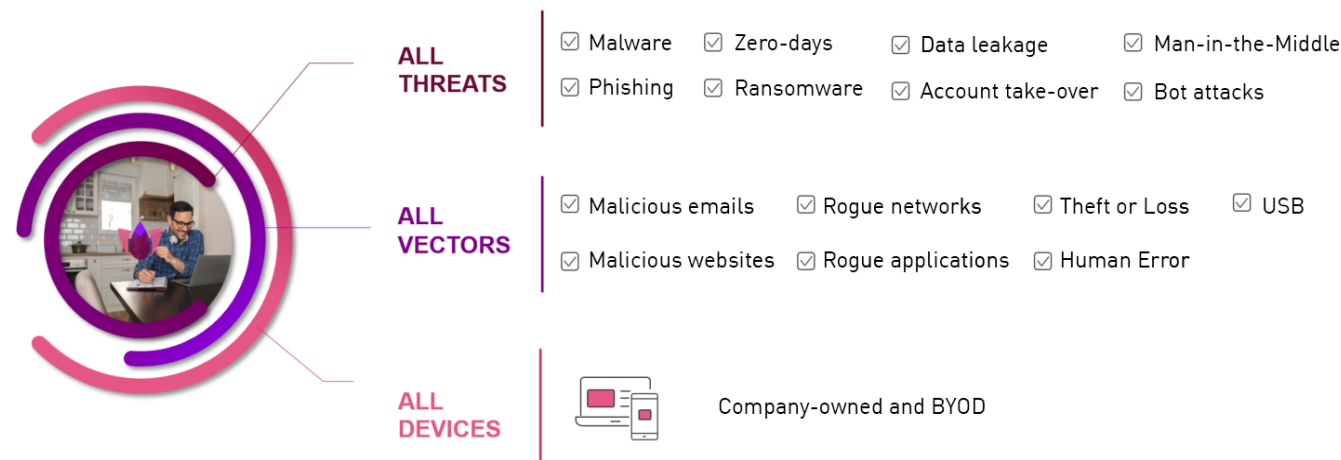 ALL
THREATS
Malware Zero-days Data leakage Man-in-the-Middle
Phishing Ransomware Account take-over Bot attacks
ALL
VECTORS
Malicious emails Rogue networks Theft or Loss USB
Malicious websites Rogue applications Human Error
ALL
DEVICES
Company-owned and BYOD